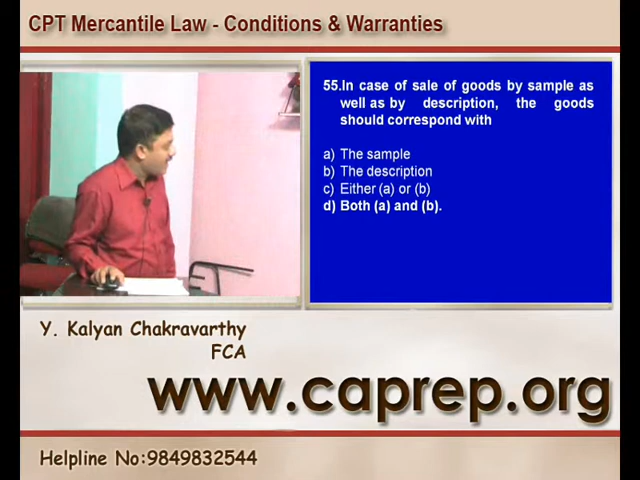 CPT Mercantile Law - Conditions & Warranties
55.In case of sale of goods by sample as
well as by description, the goods
should correspond with
a) The sample
b) The description
c) Either (a) or (b)
d) Both (a) and (b).
Y. Kalyan Chakravarthy
FCA
www.caprep.org
Helpline No:9849832544